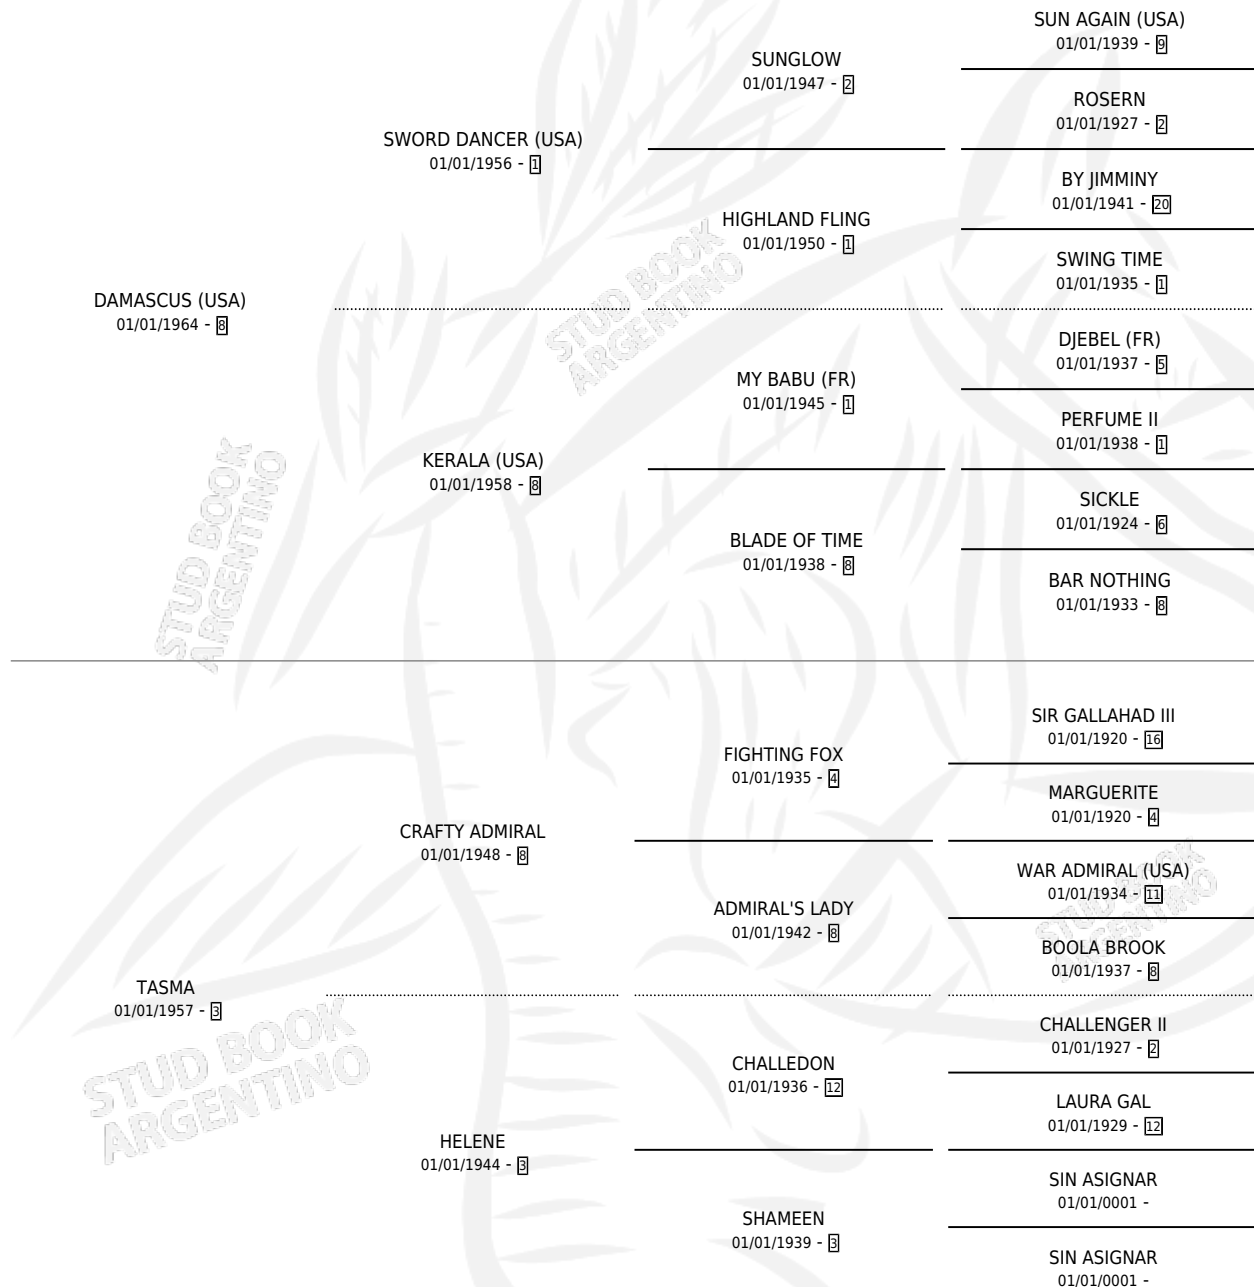 SUN AGAIN (USA)
01/01/1939 - 9
SUNGLOW
01/01/1947 - 2
ROSERN
01/01/1927 - 2
SWORD DANCER (USA)
01/01/1956 - 1
BY JIMMINY
01/01/1941 - 20
HIGHLAND FLING
01/01/1950 - 1
SWING TIME
01/01/1935 - 1
DAMASCUS (USA)
01/01/1964 - 8
DJEBEL (FR)
01/01/1937 - 5
MY BABU (FR)
01/01/1945 - 1
PERFUME II
01/01/1938 - 1
KERALA (USA)
01/01/1958 - 8
SICKLE
01/01/1924 - 6
BLADE OF TIME
01/01/1938 - 8
BAR NOTHING
01/01/1933 - 8
STUD BOOK
ARGENTINO
STUD BOOK
ARGENTINO
SIR GALLAHAD III
01/01/1920 - 16
FIGHTING FOX
01/01/1935 - 4
MARGUERITE
01/01/1920 - 4
CRAFTY ADMIRAL
01/01/1948 - 8
WAR ADMIRAL (USA)
01/01/1934 - 11
ADMIRAL'S LADY
01/01/1942 - 8
BOOLA BROOK
01/01/1937 - 8
STUD BOOK
ARGENTINO
TASMA
01/01/1957 - 3
CHALLENGER II
01/01/1927 - 2
CHALLEDON
01/01/1936 - 12
LAURA GAL
01/01/1929 - 12
HELENE
01/01/1944 - 3
SIN ASIGNAR
01/01/0001 -
SHAMEEN
01/01/1939 - 3
SIN ASIGNAR
01/01/0001 -
STUD BOOK
ARGENTINO